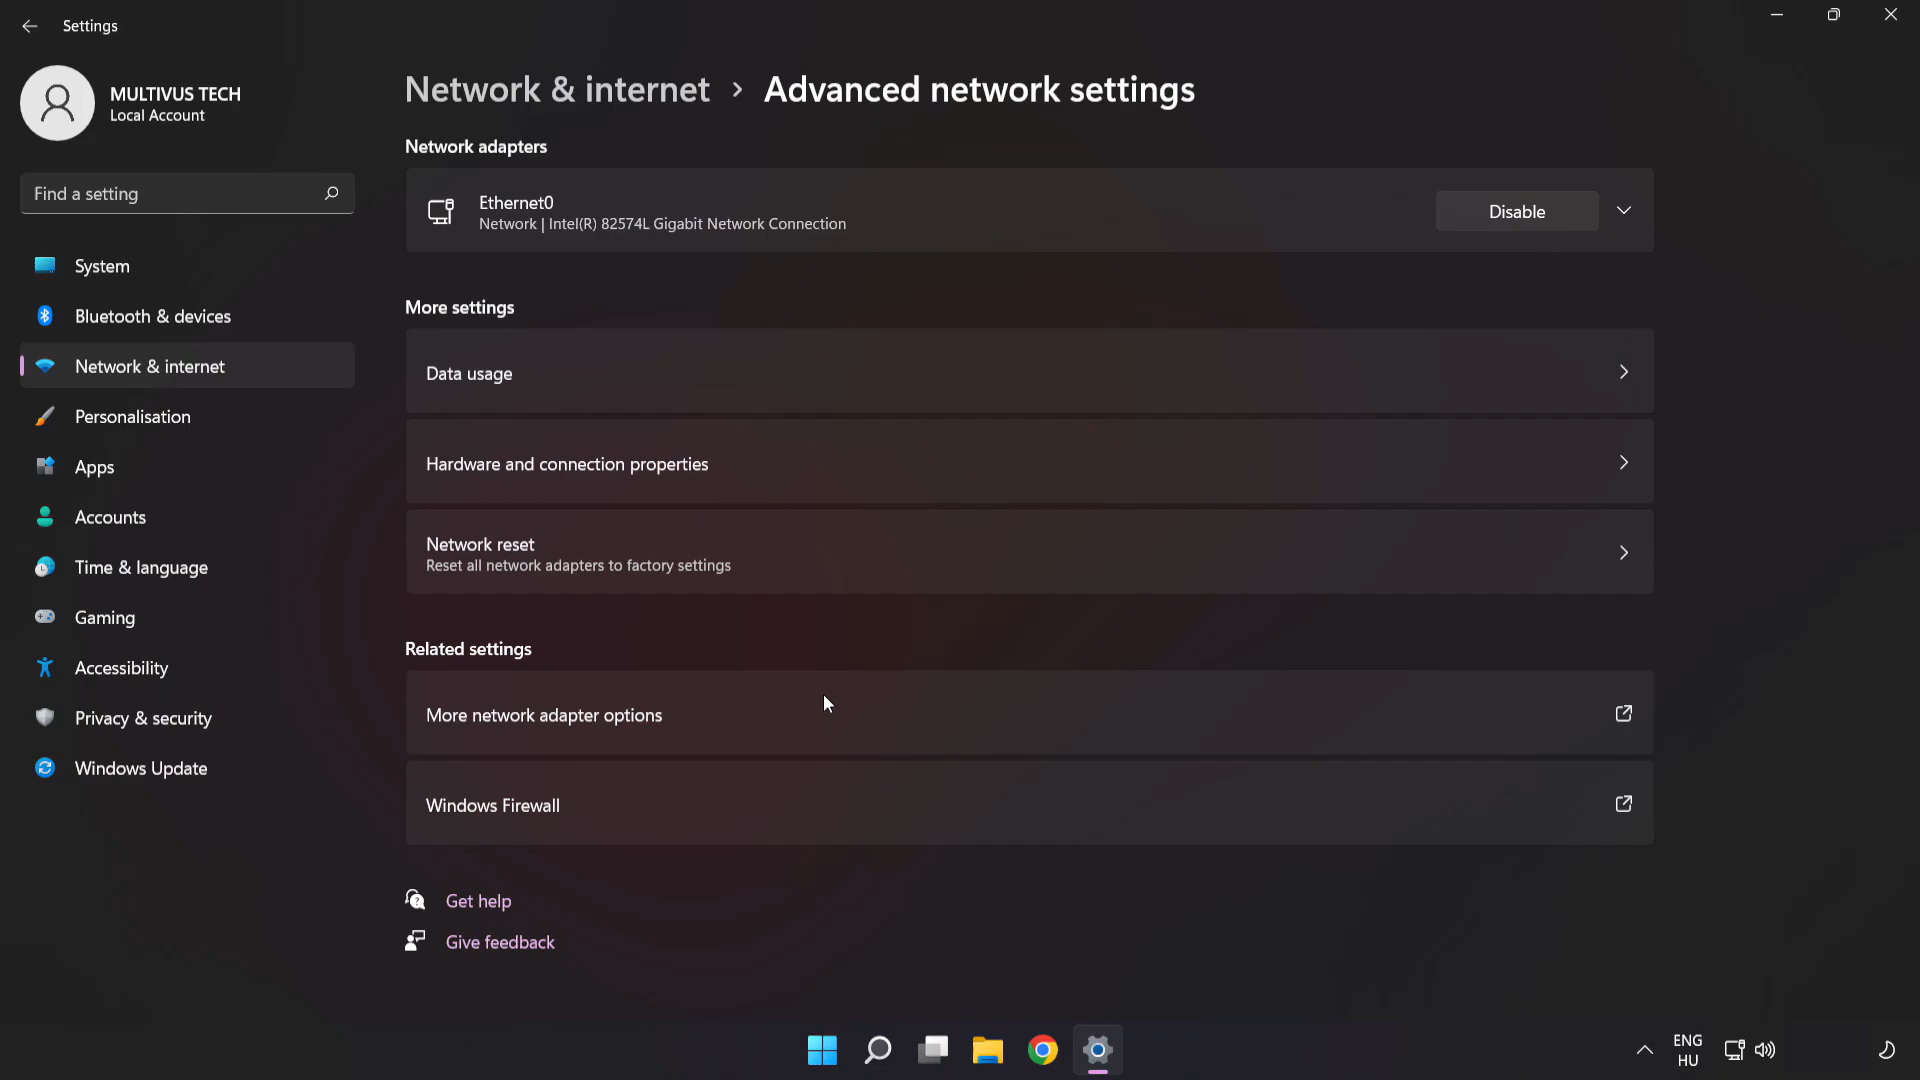 Settings
MULTIVUS TECH
Local Account
Find a setting
System
Bluetooth & devices
Network & internet
Personalisation
Apps
Accounts
Time & language
Gaming
Accessibility
Privacy & security
Windows Update
Network & internet > Advanced network settings
Network adapters
Ethernet0
Network | Intel(R) 82574L Gigabit Network Connection
Disable
More settings
Data usage
Hardware and connection properties
Network reset
Reset all network adapters to factory settings
Related settings
More network adapter options
Windows Firewall
Get help
Give feedback
ENG
HU